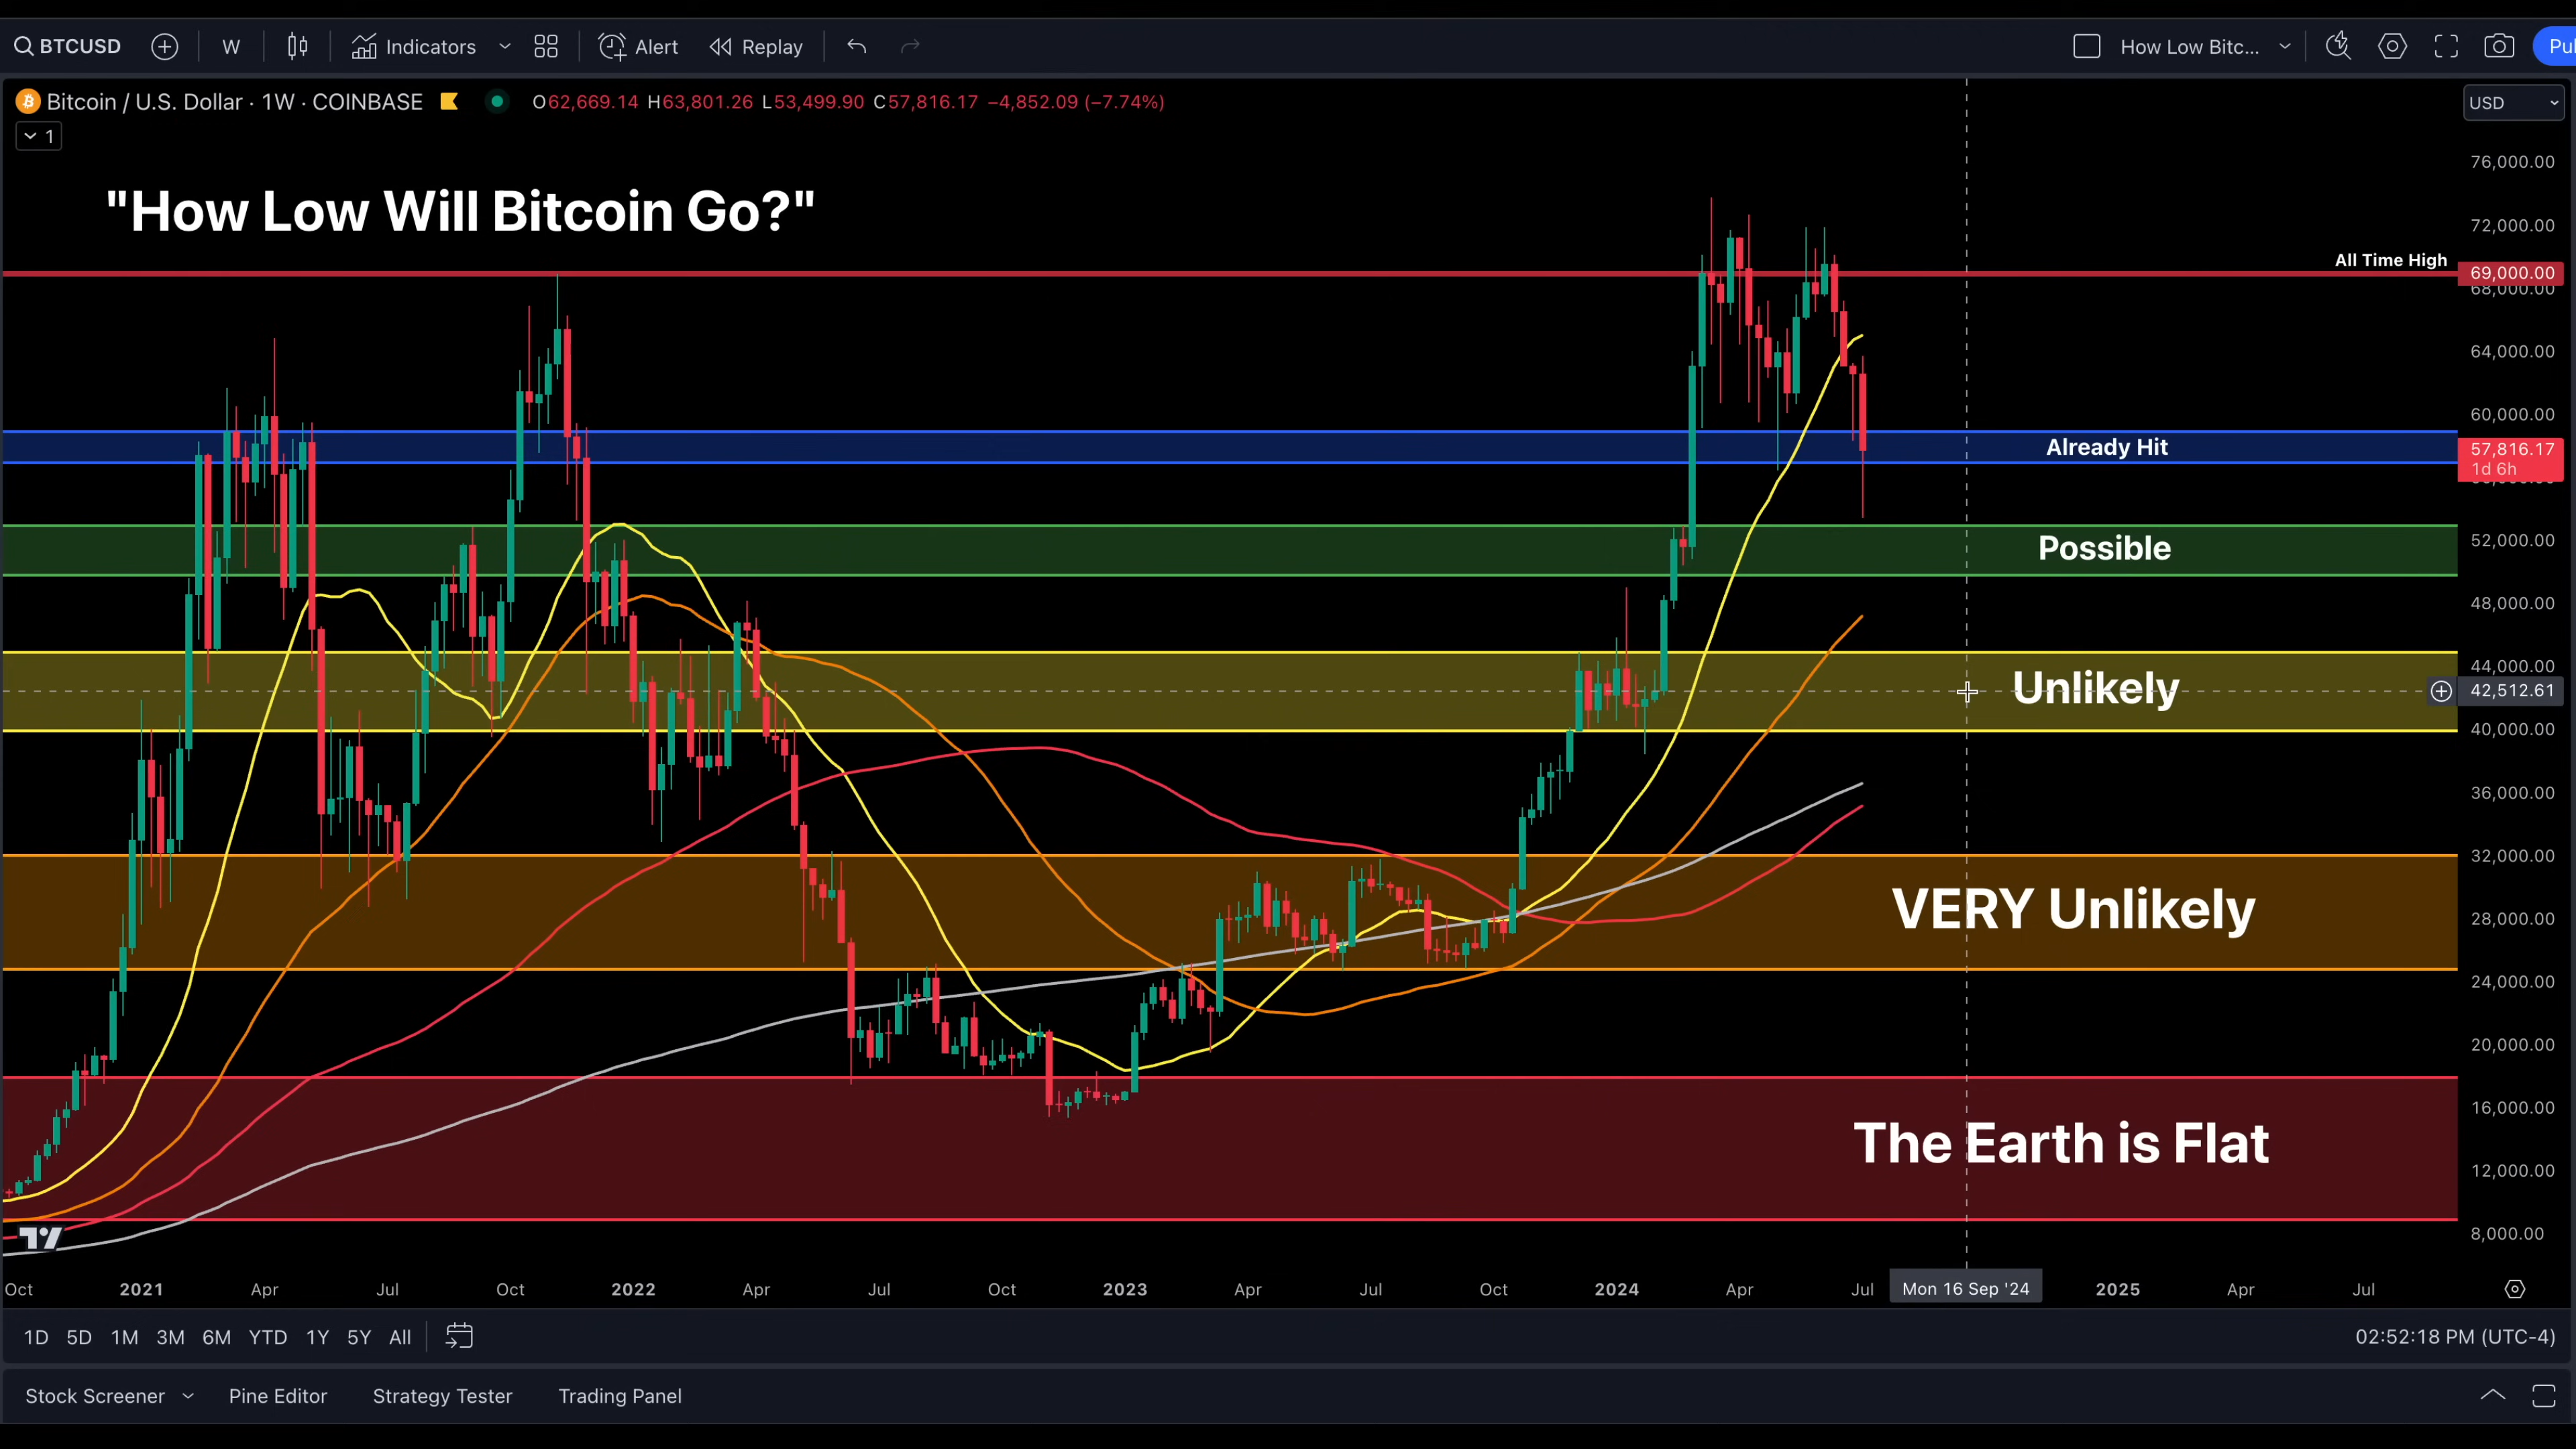 BTCUSD W Indicators Alert Replay How Low Bitc...
Bitcoin / U.S. Dollar · 1W · COINBASE O62,669.14 H63,801.26 L53,499.90 C57,816.17 −4,852.09 (−7.74%) USD
1
"How Low Will Bitcoin Go?"
76,000.00
72,000.00
All Time High 69,000.00
68,000.00
64,000.00
60,000.00
Already Hit 57,816.17
1d 6h
Possible 52,000.00
48,000.00
44,000.00
Unlikely 42,512.61
40,000.00
36,000.00
32,000.00
VERY Unlikely 28,000.00
24,000.00
20,000.00
16,000.00
The Earth is Flat
12,000.00
8,000.00
Oct 2021 Apr Jul Oct 2022 Apr Jul Oct 2023 Apr Jul Oct 2024 Apr Jul Mon 16 Sep '24 2025 Apr Jul
1D 5D 1M 3M 6M YTD 1Y 5Y All 02:52:18 PM (UTC-4)
Stock Screener Pine Editor Strategy Tester Trading Panel